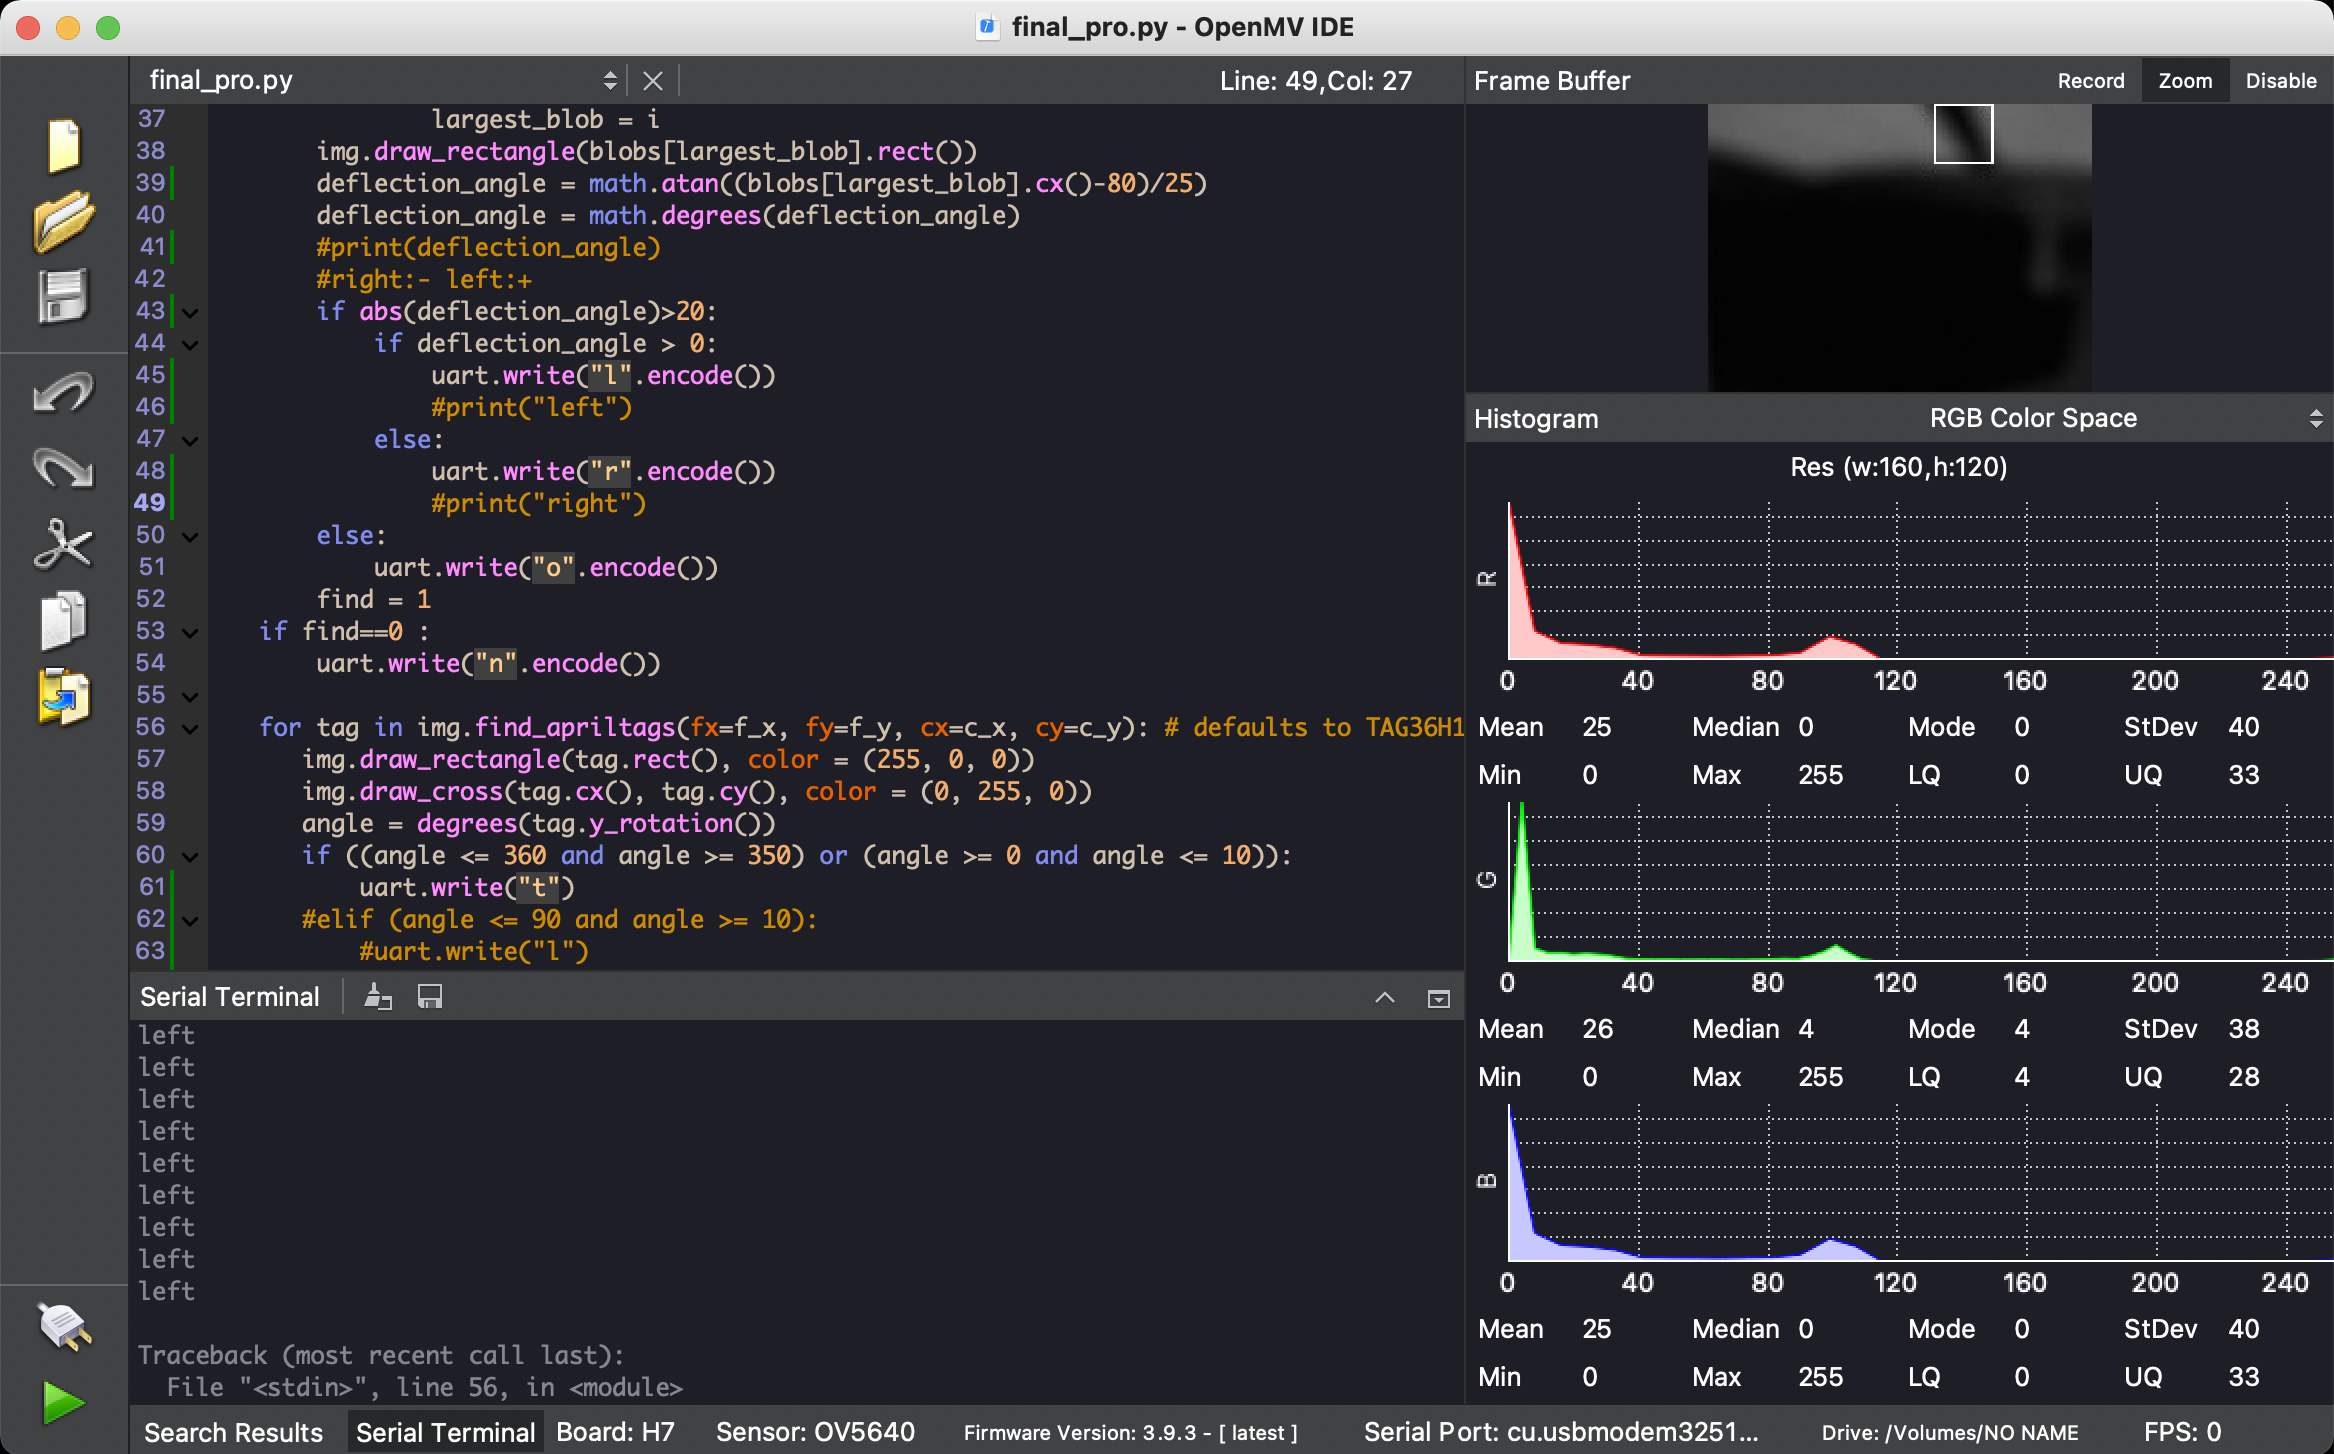 final_pro.py - OpenMV IDE
final_pro.py
Line: 49,Col: 27
37 largest_blob = i
38 img.draw_rectangle(blobs[largest_blob].rect())
39 deflection_angle = math.atan((blobs[largest_blob].cx()-80)/25)
40 deflection_angle = math.degrees(deflection_angle)
41 #print(deflection_angle)
42 #right:- left:+
43 if abs(deflection_angle)>20:
44 if deflection_angle > 0:
45 uart.write("l".encode())
46 #print("left")
47 else:
48 uart.write("r".encode())
49 #print("right")
50 else:
51 uart.write("o".encode())
52 find = 1
53 if find==0 :
54 uart.write("n".encode())
55
56 for tag in img.find_apriltags(fx=f_x, fy=f_y, cx=c_x, cy=c_y): # defaults to TAG36H1
57 img.draw_rectangle(tag.rect(), color = (255, 0, 0))
58 img.draw_cross(tag.cx(), tag.cy(), color = (0, 255, 0))
59 angle = degrees(tag.y_rotation())
60 if ((angle <= 360 and angle >= 350) or (angle >= 0 and angle <= 10)):
61 uart.write("t")
62 #elif (angle <= 90 and angle >= 10):
63 #uart.write("l")
Serial Terminal
left
left
left
left
left
left
left
left
left
Traceback (most recent call last):
File "<stdin>", line 56, in <module>
Frame Buffer
Record Zoom Disable
Histogram
RGB Color Space
Res (w:160,h:120)
R
0 40 80 120 160 200 240
Mean 25 Median 0 Mode 0 StDev 40
Min 0 Max 255 LQ 0 UQ 33
G
0 40 80 120 160 200 240
Mean 26 Median 4 Mode 4 StDev 38
Min 0 Max 255 LQ 4 UQ 28
B
0 40 80 120 160 200 240
Mean 25 Median 0 Mode 0 StDev 40
Min 0 Max 255 LQ 0 UQ 33
Search Results Serial Terminal Board: H7 Sensor: OV5640 Firmware Version: 3.9.3 - [ latest ] Serial Port: cu.usbmodem3251... Drive: /Volumes/NO NAME FPS: 0